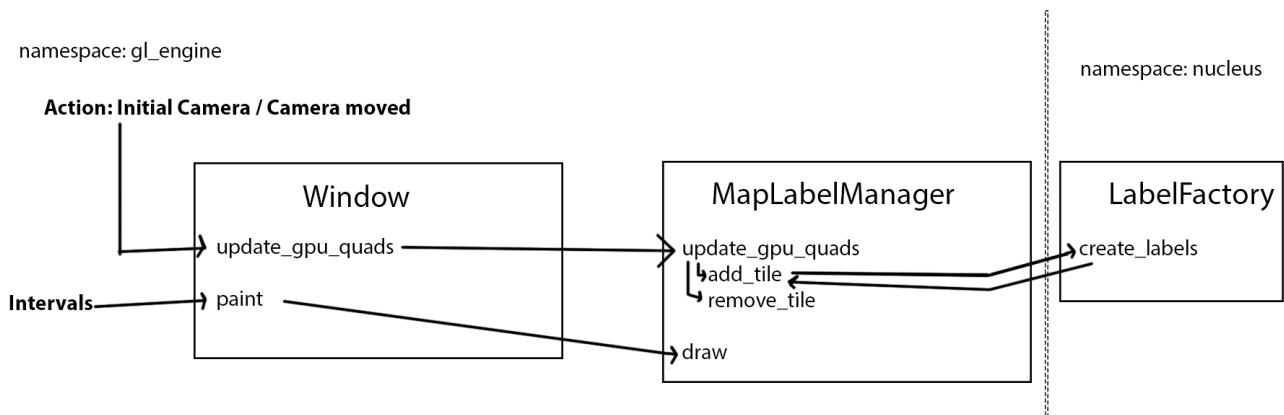 namespace: gl_engine
namespace: nucleus
Action: Initial Camera / Camera moved
Window
MapLabelManager
LabelFactory
update_gpu_quads
update_gpu_quads
create_labels
add_tile
Intervals
paint
remove_tile
draw